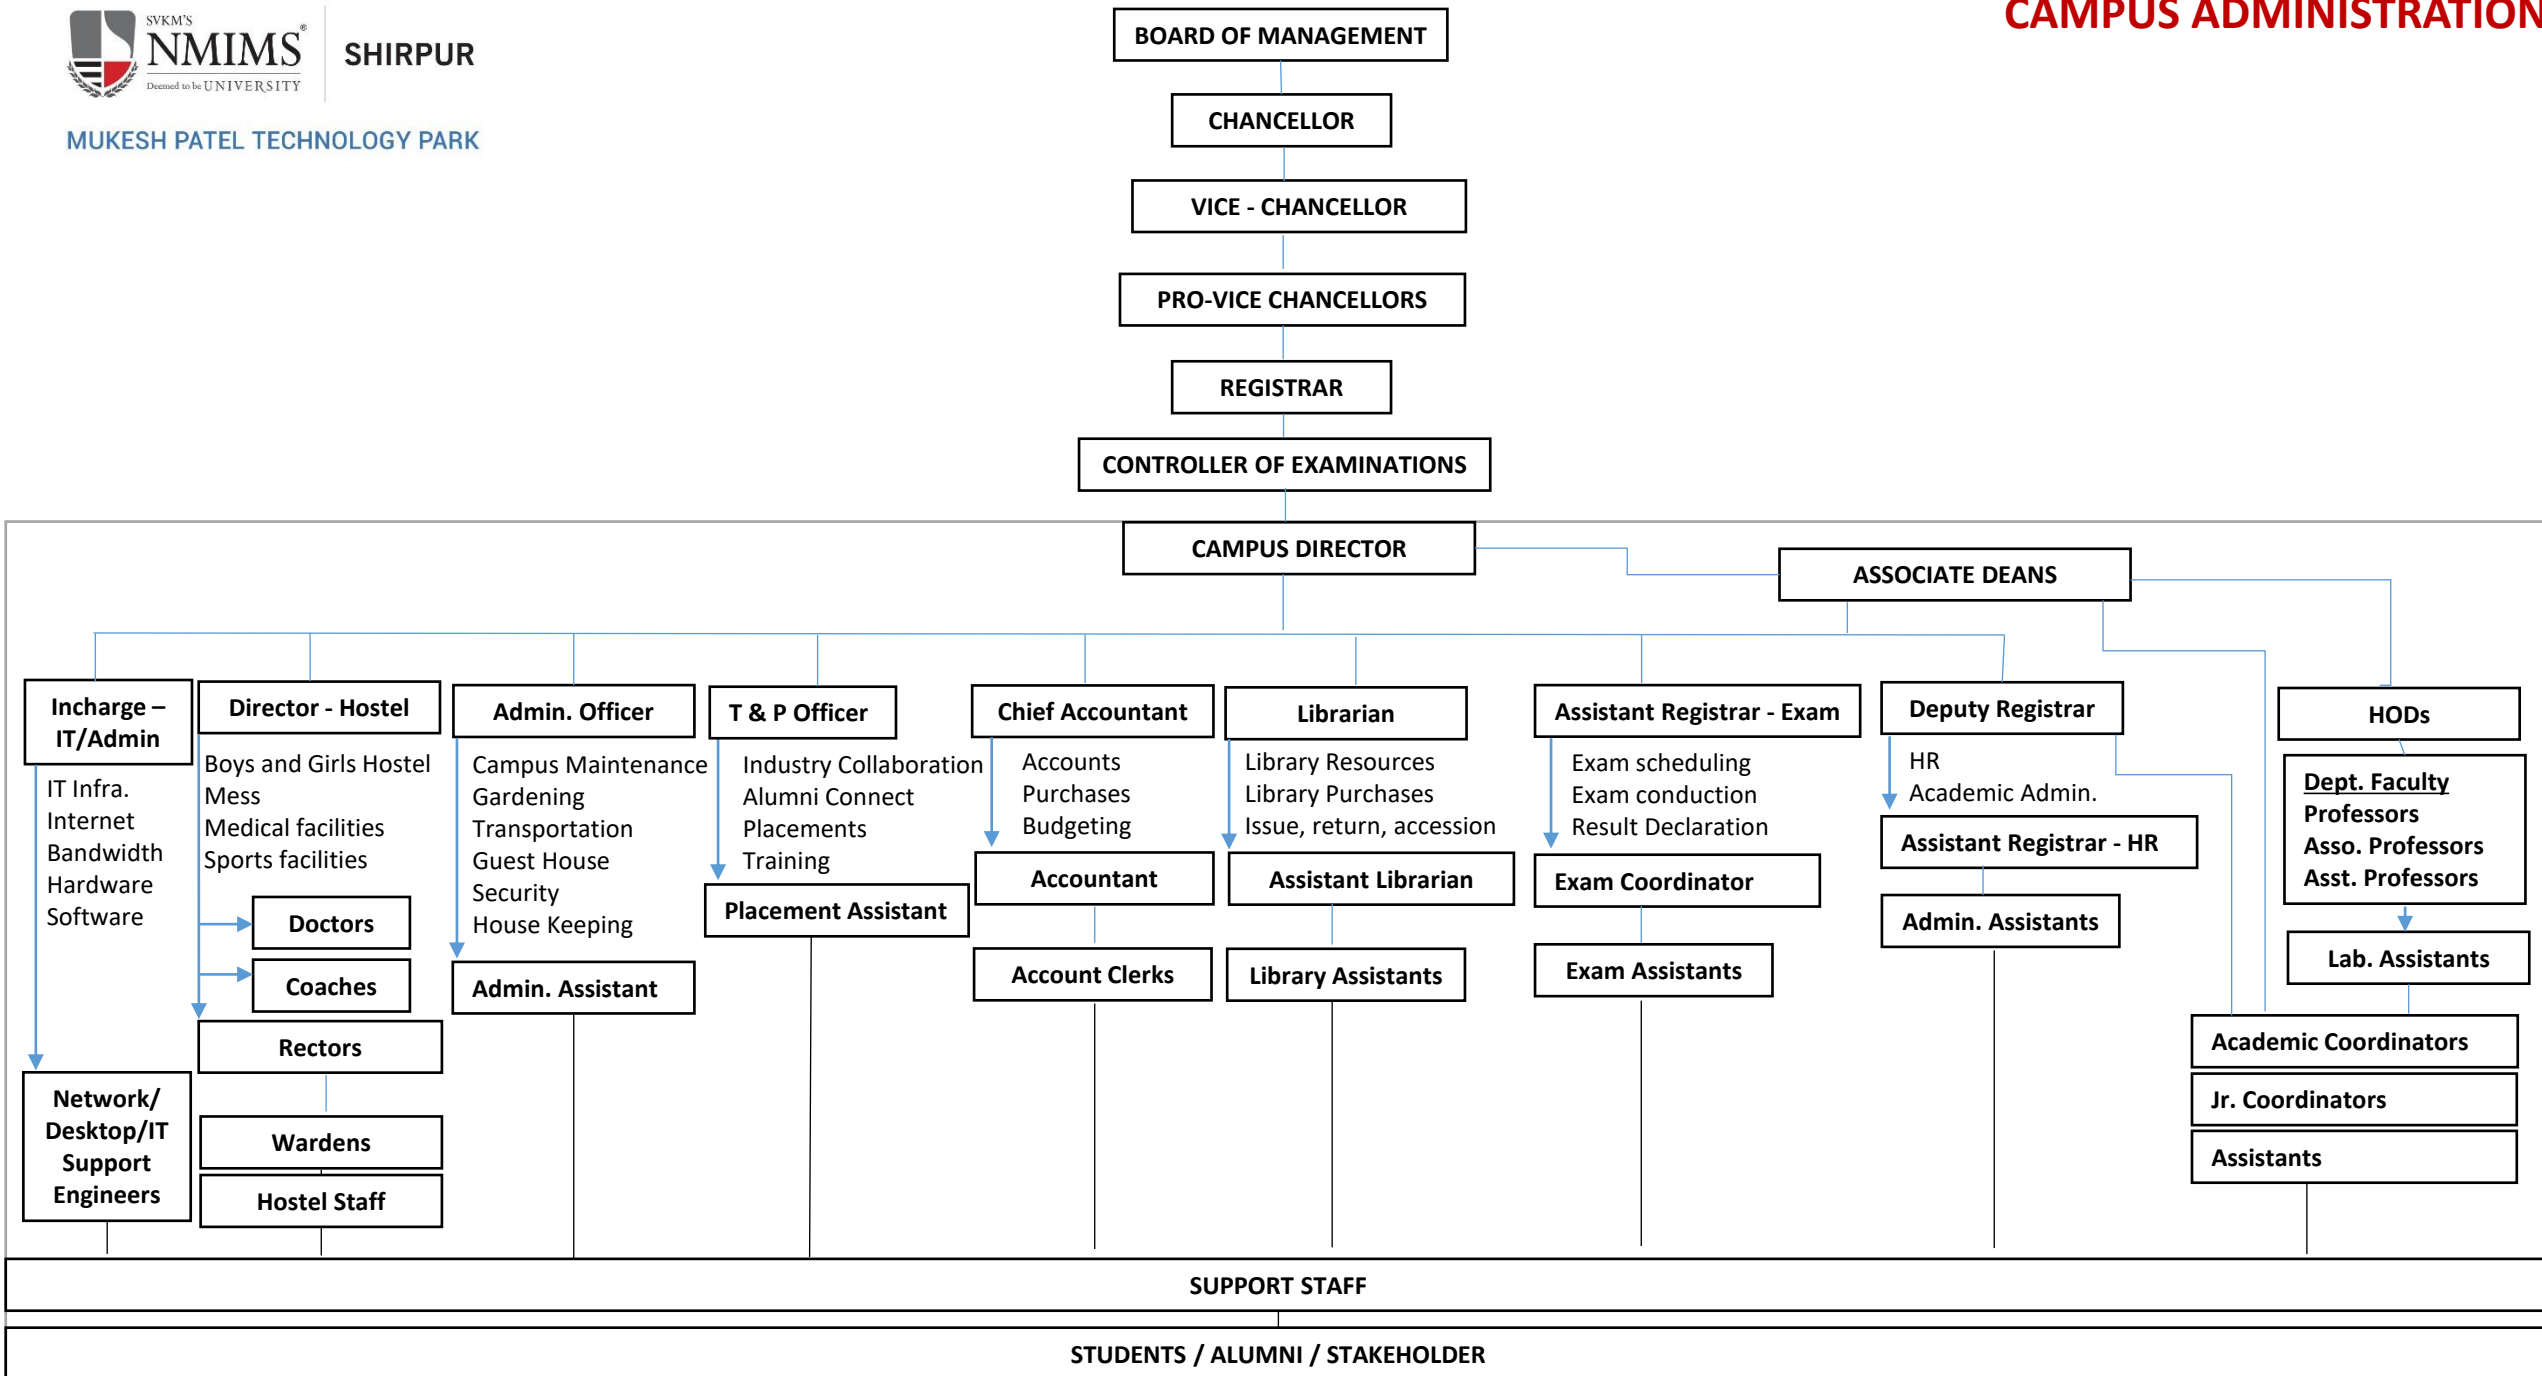 SVKM'S
NMIMS®
Deemed to be UNIVERSITY
SHIRPUR
MUKESH PATEL TECHNOLOGY PARK
CAMPUS ADMINISTRATION
BOARD OF MANAGEMENT
CHANCELLOR
VICE - CHANCELLOR
PRO-VICE CHANCELLORS
REGISTRAR
CONTROLLER OF EXAMINATIONS
CAMPUS DIRECTOR
ASSOCIATE DEANS
Incharge –
IT/Admin
IT Infra.
Internet
Bandwidth
Hardware
Software
Network/
Desktop/IT
Support
Engineers
Director - Hostel
Boys and Girls Hostel
Mess
Medical facilities
Sports facilities
Doctors
Coaches
Rectors
Wardens
Hostel Staff
Admin. Officer
Campus Maintenance
Gardening
Transportation
Guest House
Security
House Keeping
Admin. Assistant
T & P Officer
Industry Collaboration
Alumni Connect
Placements
Training
Placement Assistant
Chief Accountant
Accounts
Purchases
Budgeting
Accountant
Account Clerks
Librarian
Library Resources
Library Purchases
Issue, return, accession
Assistant Librarian
Library Assistants
Assistant Registrar - Exam
Exam scheduling
Exam conduction
Result Declaration
Exam Coordinator
Exam Assistants
Deputy Registrar
HR
Academic Admin.
Assistant Registrar - HR
Admin. Assistants
HODs
Dept. Faculty
Professors
Asso. Professors
Asst. Professors
Lab. Assistants
Academic Coordinators
Jr. Coordinators
Assistants
SUPPORT STAFF
STUDENTS / ALUMNI / STAKEHOLDER